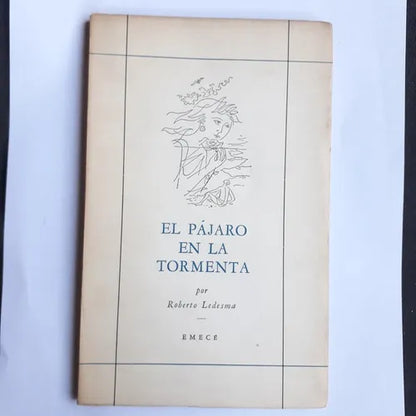 EL PÁJARO
EN LA
TORMENTA
por
Roberto Ledesma
EMECÉ